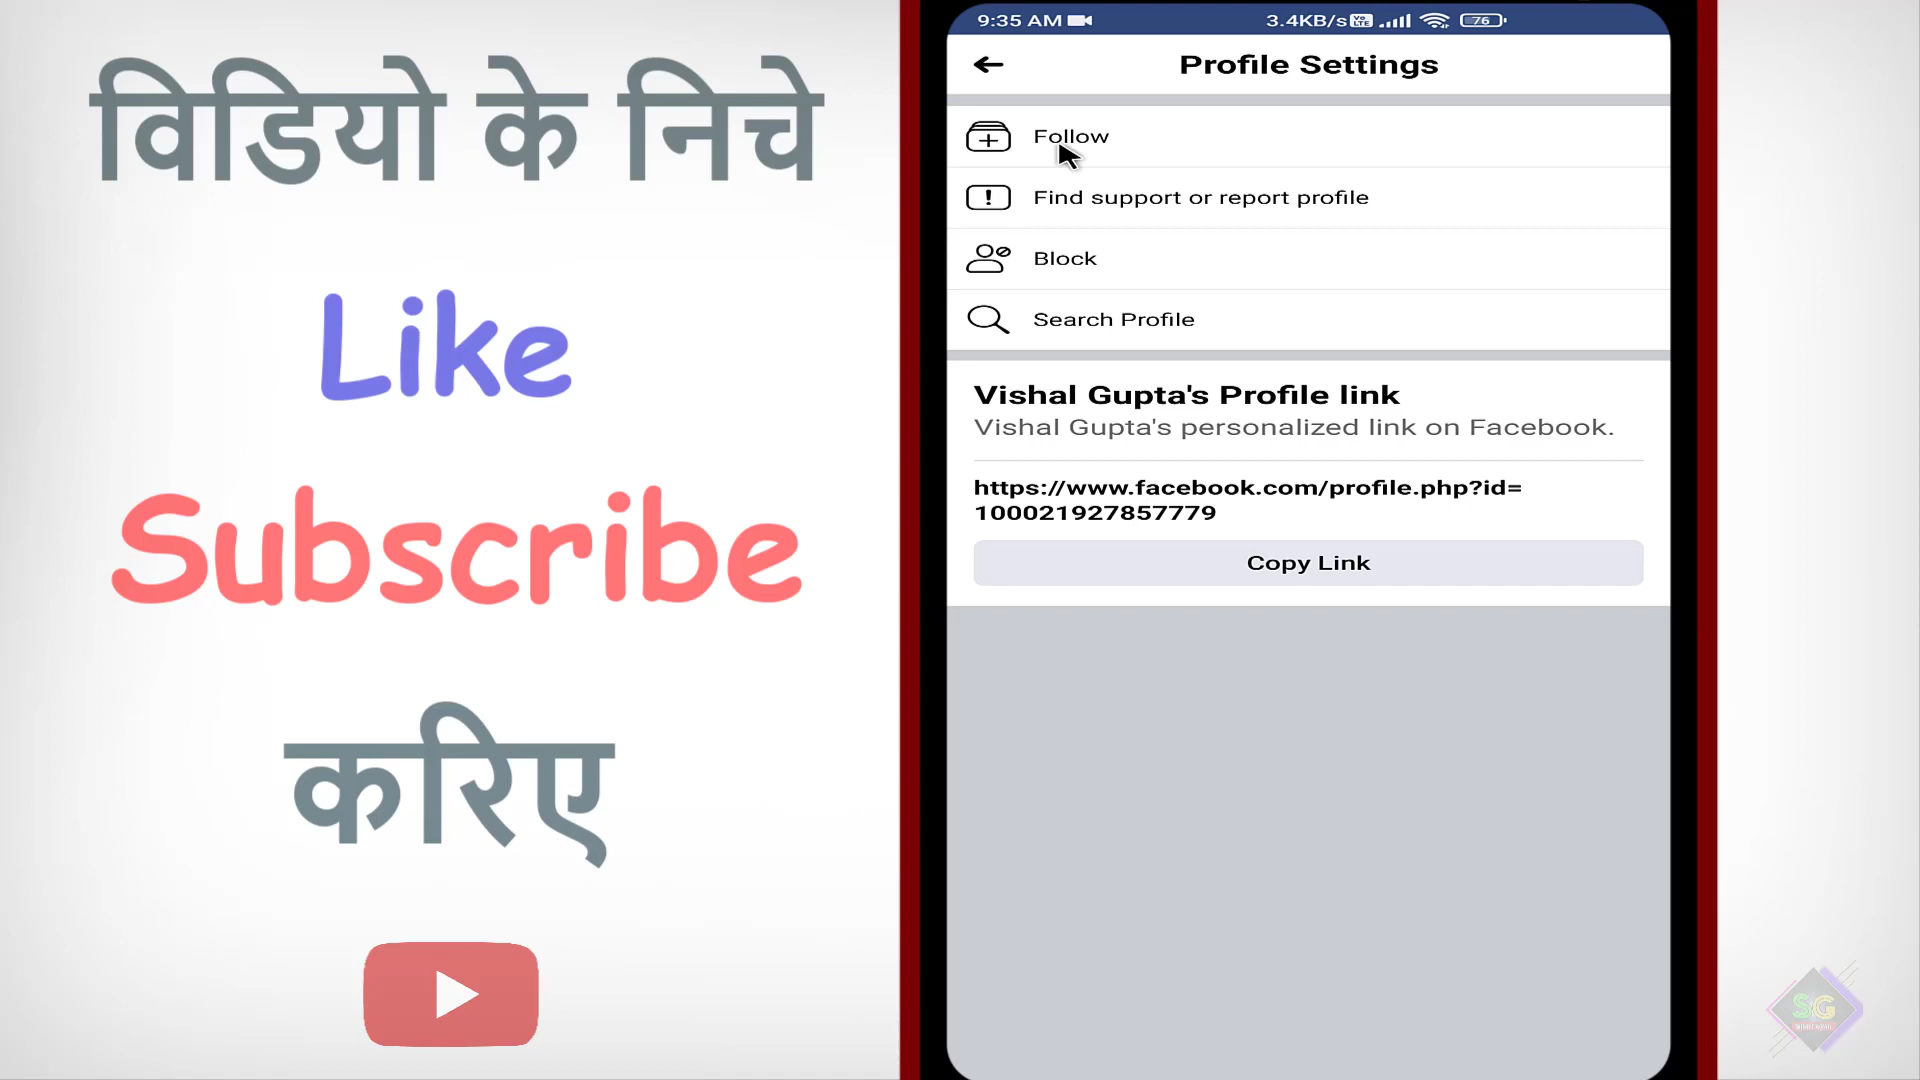 विडियो के निचे
Like
Subscribe
करिए
9:35 AM 3.4KB/s Vo LTE 76
Profile Settings
Follow
Find support or report profile
Block
Search Profile
Vishal Gupta's Profile link
Vishal Gupta's personalized link on Facebook.
https://www.facebook.com/profile.php?id=
100021927857779
Copy Link
SG